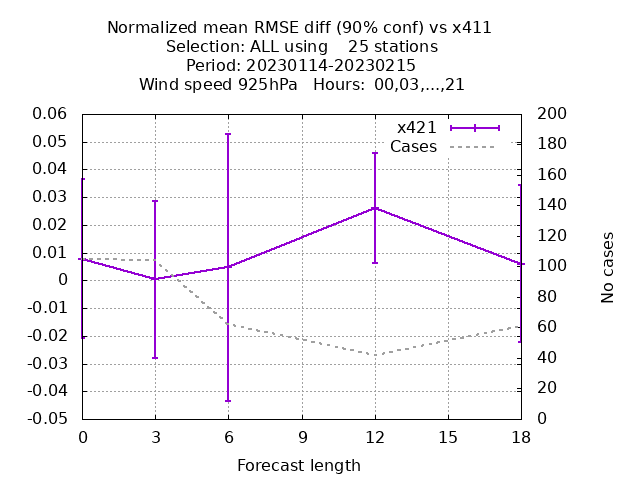 Normalized mean RMSE diff (90% conf) vs x411
Selection: ALL using    25 stations
Period: 20230114-20230215
Wind speed 925hPa   Hours:  00,03,...,21
x421
Cases
0.06
0.05
0.04
0.03
0.02
0.01
0
-0.01
-0.02
-0.03
-0.04
-0.05
200
180
160
140
120
100
80
60
40
20
0
No cases
0 3 6 9 12 15 18
Forecast length